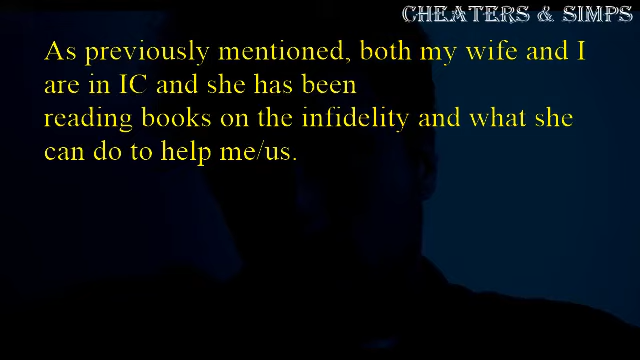 CHEATERS & SIMPS
As previously mentioned, both my wife and I
are in IC and she has been
reading books on the infidelity and what she
can do to help me/us.